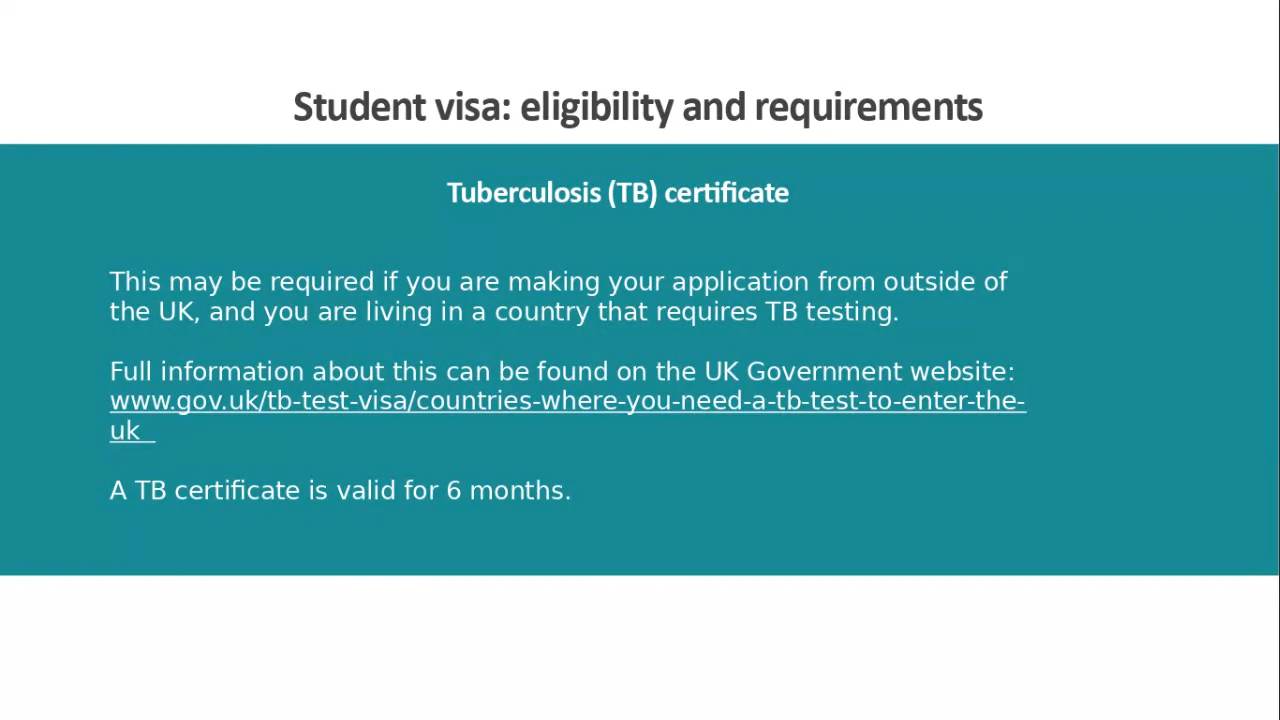 Student visa: eligibility and requirements
Tuberculosis (TB) certificate
This may be required if you are making your application from outside of
the UK, and you are living in a country that requires TB testing.
Full information about this can be found on the UK Government website:
www.gov.uk/tb-test-visa/countries-where-you-need-a-tb-test-to-enter-the-
uk
A TB certificate is valid for 6 months.